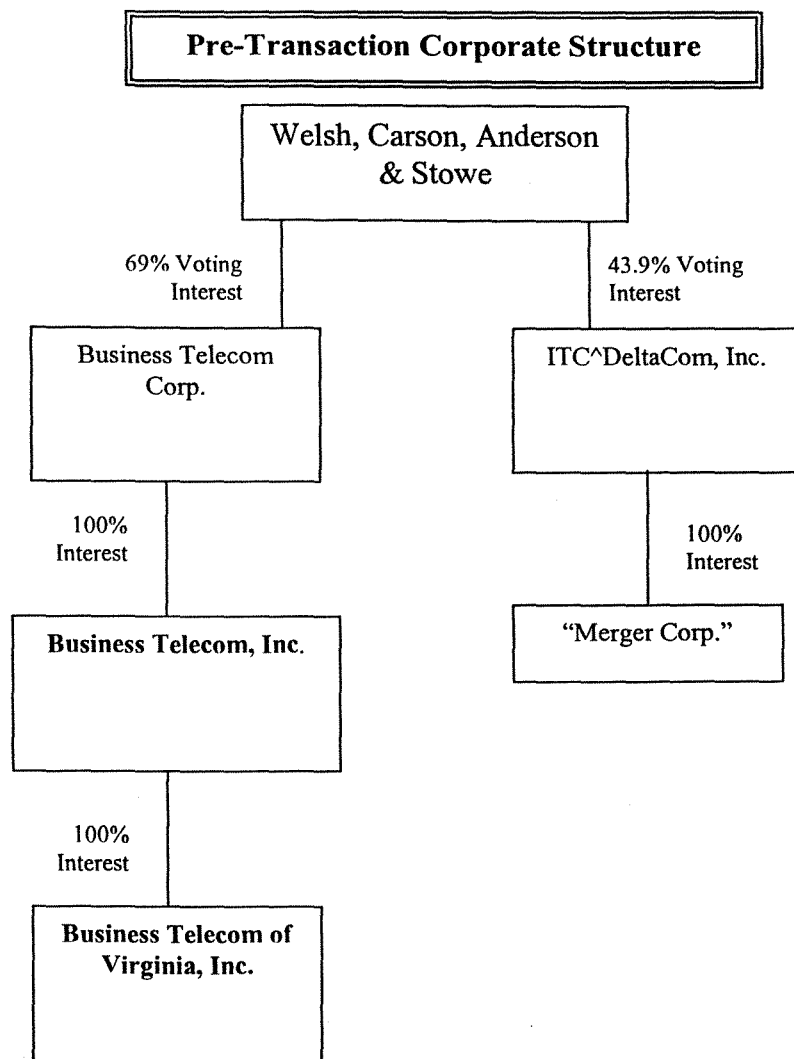 Pre-Transaction Corporate Structure
Welsh, Carson, Anderson
& Stowe
69% Voting
Interest
43.9% Voting
Interest
Business Telecom
Corp.
ITC^DeltaCom, Inc.
100%
Interest
100%
Interest
Business Telecom, Inc.
“Merger Corp.”
100%
Interest
Business Telecom of
Virginia, Inc.